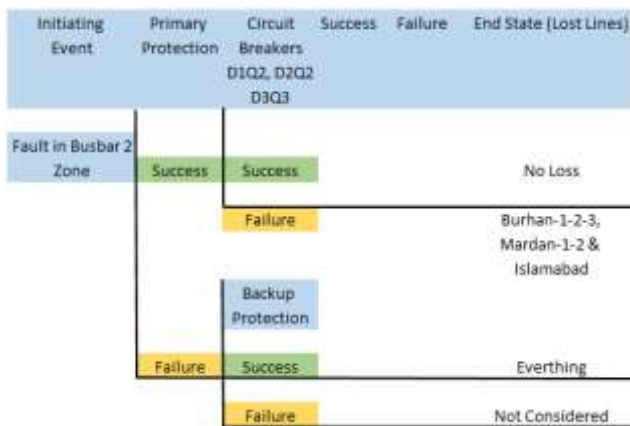 Initiating Event
Primary Protection
Circuit Breakers D1Q2, D2Q2 D3Q3
Success
Failure
End State (Lost Lines)
Fault in Busbar 2 Zone
Success
Success
No Loss
Failure
Burhan-1-2-3,
Mardan-1-2 &
Islamabad
Backup
Protection
Failure
Success
Everthing
Failure
Not Considered